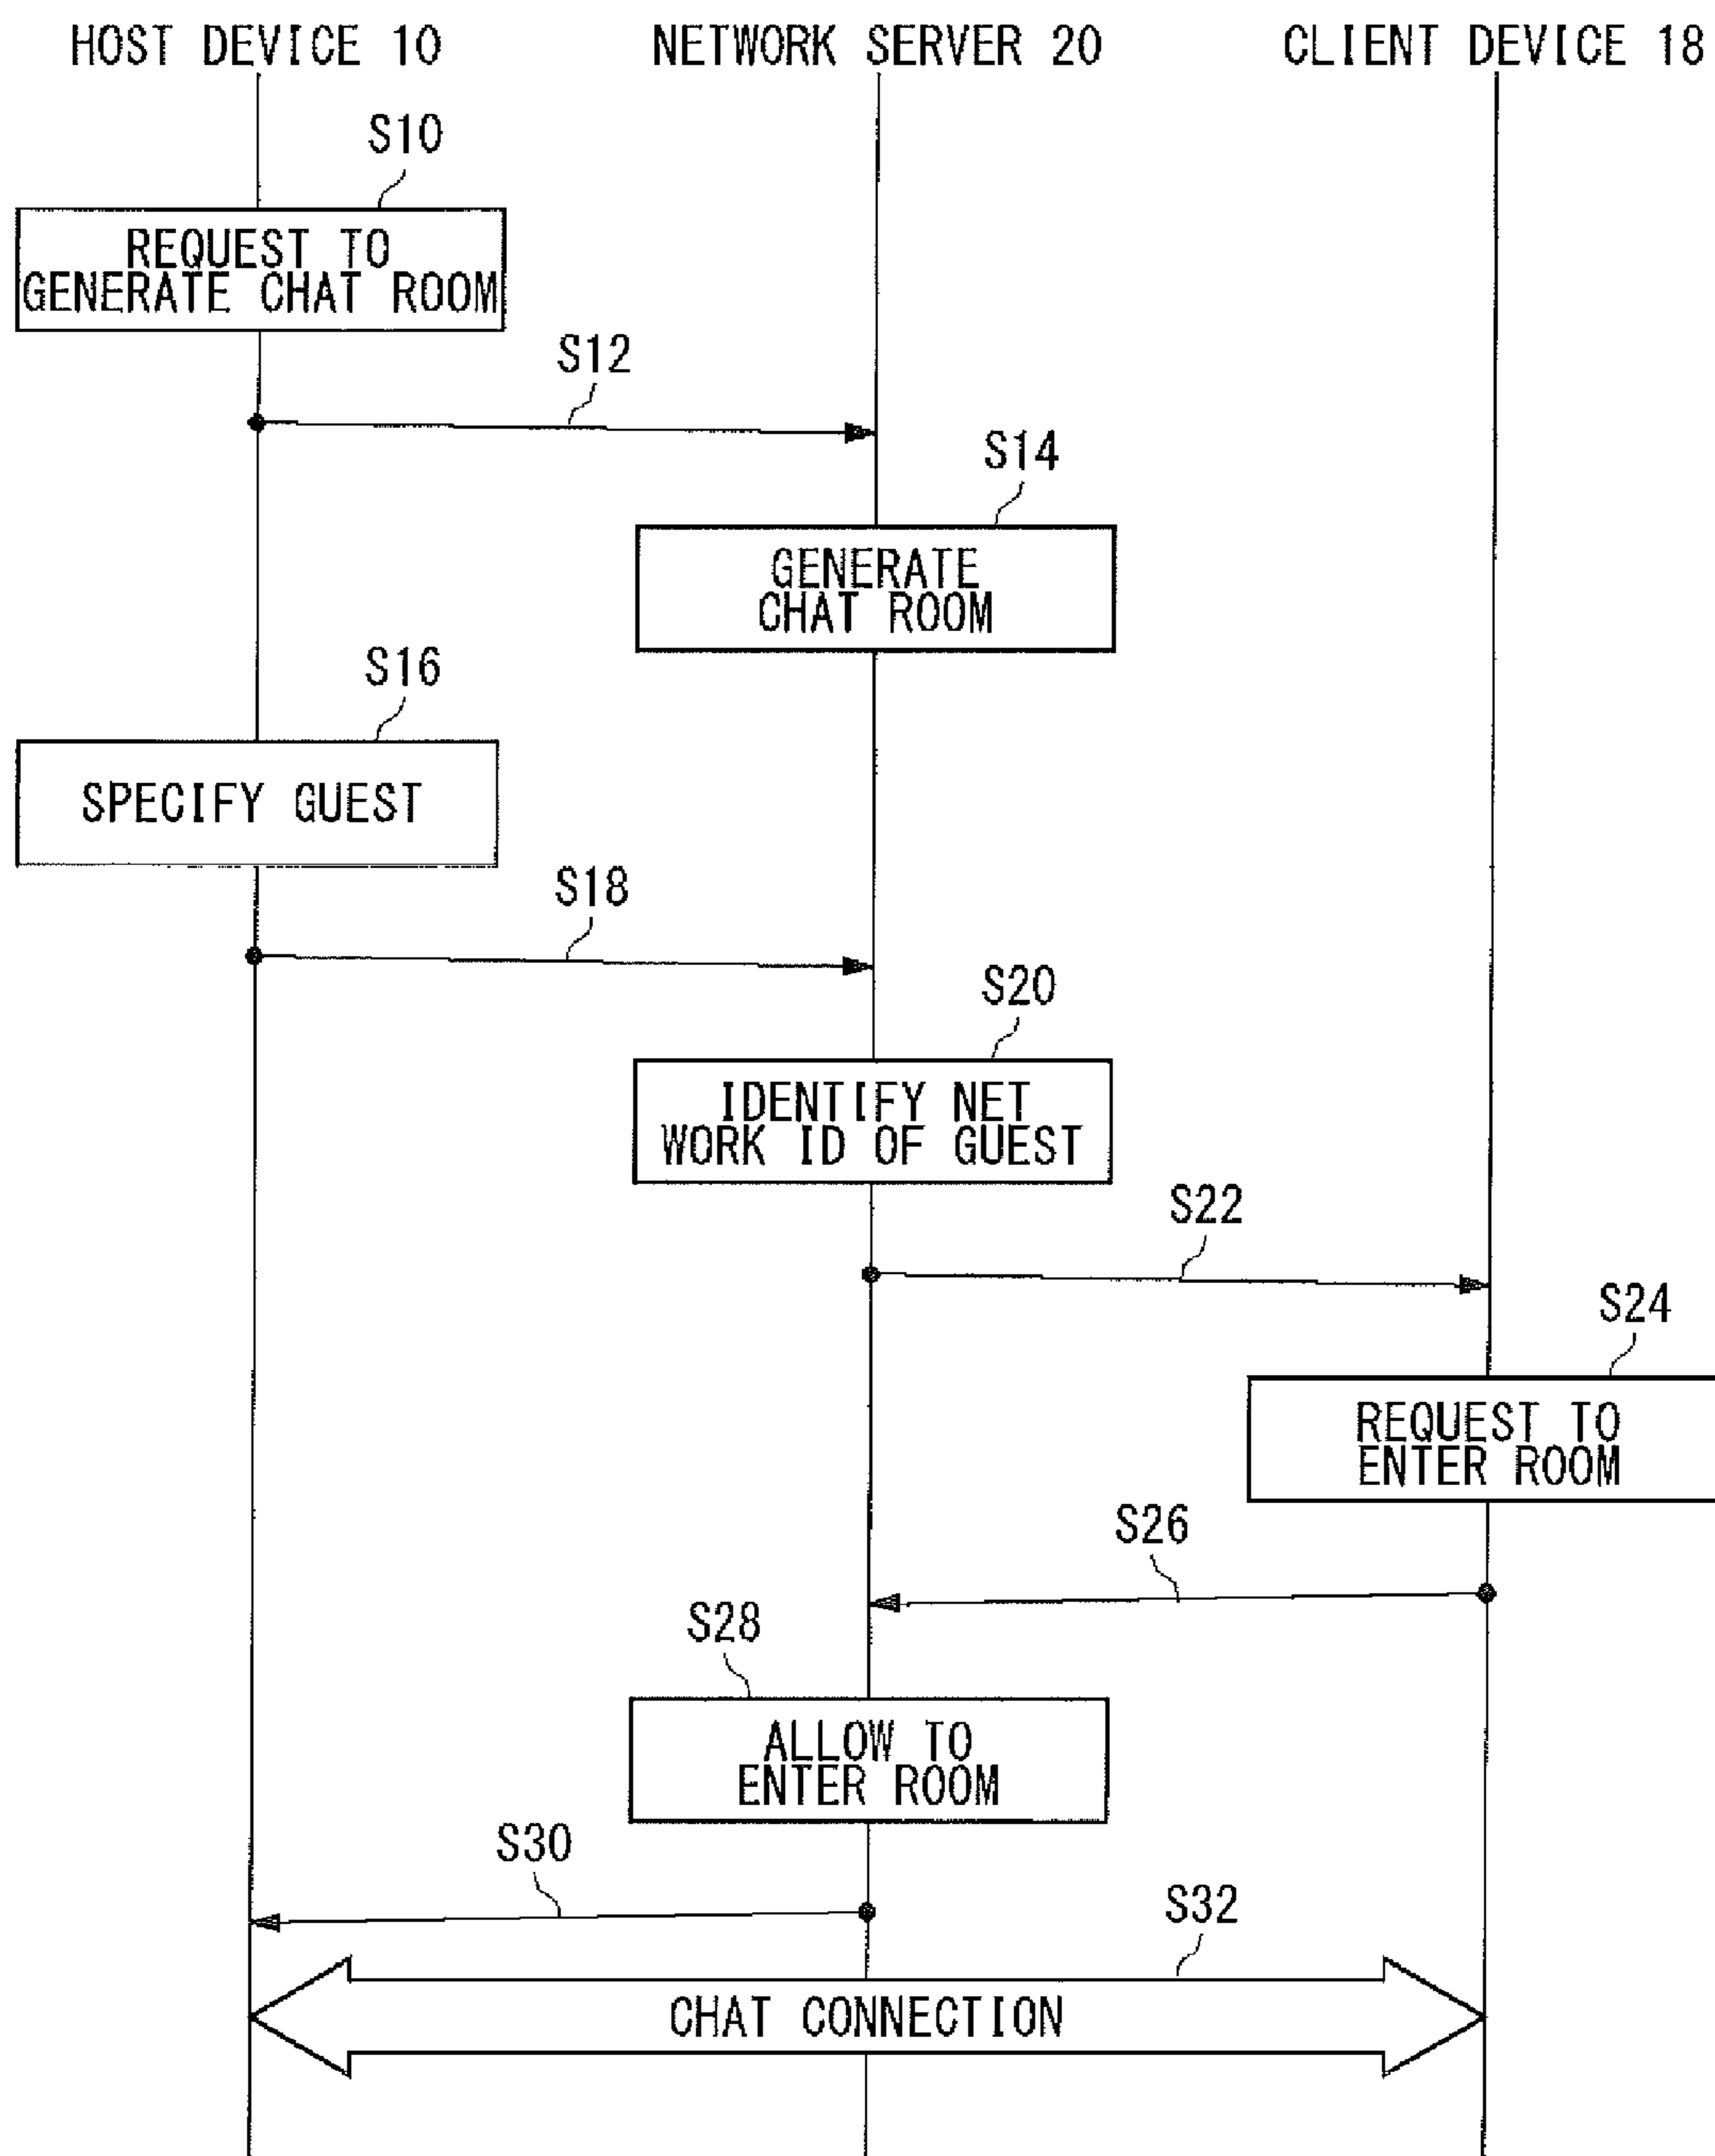 HOST DEVICE 10
NETWORK SERVER 20
CLIENT DEVICE 18
S10
REQUEST TO
GENERATE CHAT ROOM
S12
S14
GENERATE
CHAT ROOM
S16
SPECIFY GUEST
S18
S20
IDENTIFY NET
WORK ID OF GUEST
S22
S24
REQUEST TO
ENTER ROOM
S26
S28
ALLOW TO
ENTER ROOM
S30
S32
CHAT CONNECTION